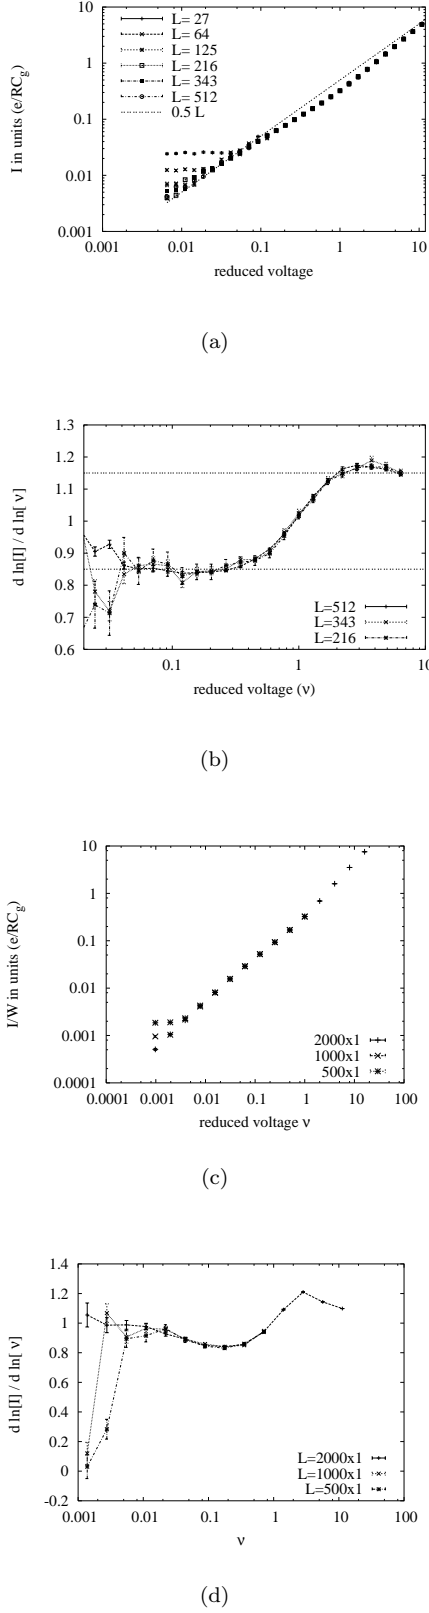 I in units (e/RC_g)
10
1
0.1
0.01
0.001
L= 27
L= 64
L= 125
L= 216
L= 343
L= 512
0.5 L
0.001 0.01 0.1 1 10
reduced voltage
(a)
d ln[I] / d ln[ ν]
1.3
1.2
1.1
1
0.9
0.8
0.7
0.6
L=512
L=343
L=216
0.1 1 10
reduced voltage (ν)
(b)
I/W in units (e/RC_g)
10
1
0.1
0.01
0.001
0.0001
2000x1
1000x1
500x1
0.0001 0.001 0.01 0.1 1 10 100
reduced voltage ν
(c)
d ln[I] / d ln[ ν]
1.4
1.2
1
0.8
0.6
0.4
0.2
0
-0.2
L=2000x1
L=1000x1
L=500x1
0.001 0.01 0.1 1 10 100
ν
(d)